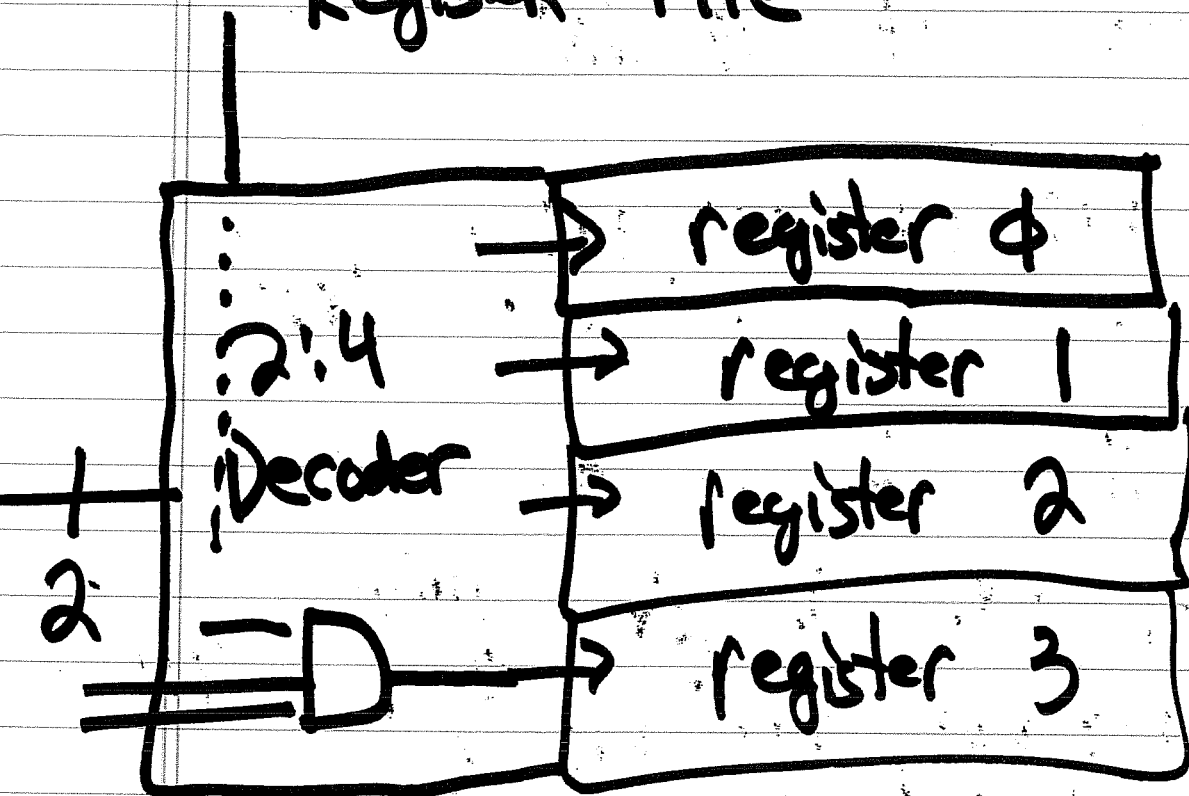 Register File
register φ
2:4
register 1
Decoder
register 2
2
register 3